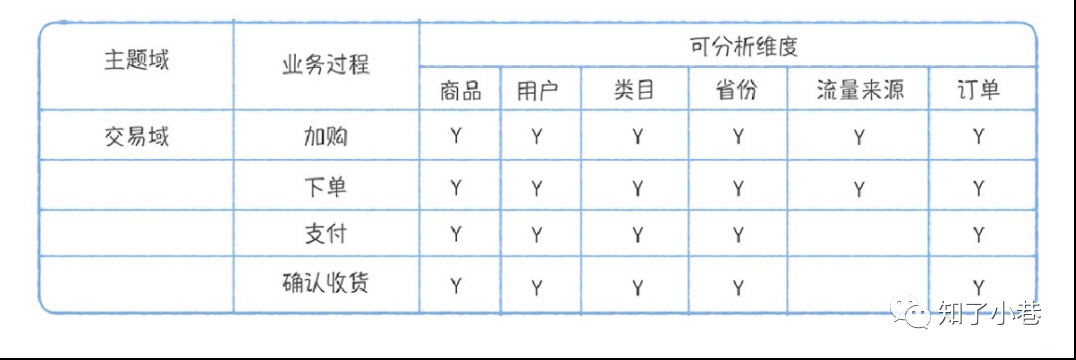 主题域 业务过程 可分析维度
商品 用户 类目 省份 流量来源 订单
交易域 加购 Y Y Y Y Y Y
下单 Y Y Y Y Y Y
支付 Y Y Y Y Y
确认收货 Y Y Y Y Y
知了小巷